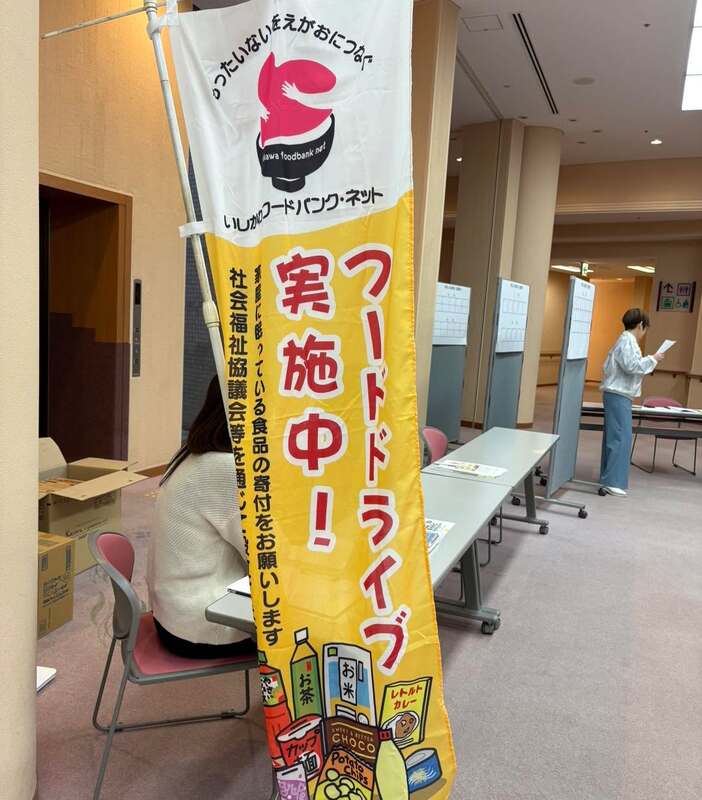 ったいないをえがおにつなぐ
kawa foodbank net
いしかわフードバンク・ネット
フードドライブ
実施中！
家庭に眠っている食品の寄付をお願いします
社会福祉協議会等を通じて
お茶
お米
レトルト
カレー
カップ
麺
SWEET & BITTER
CHOCO
Potato
Chips